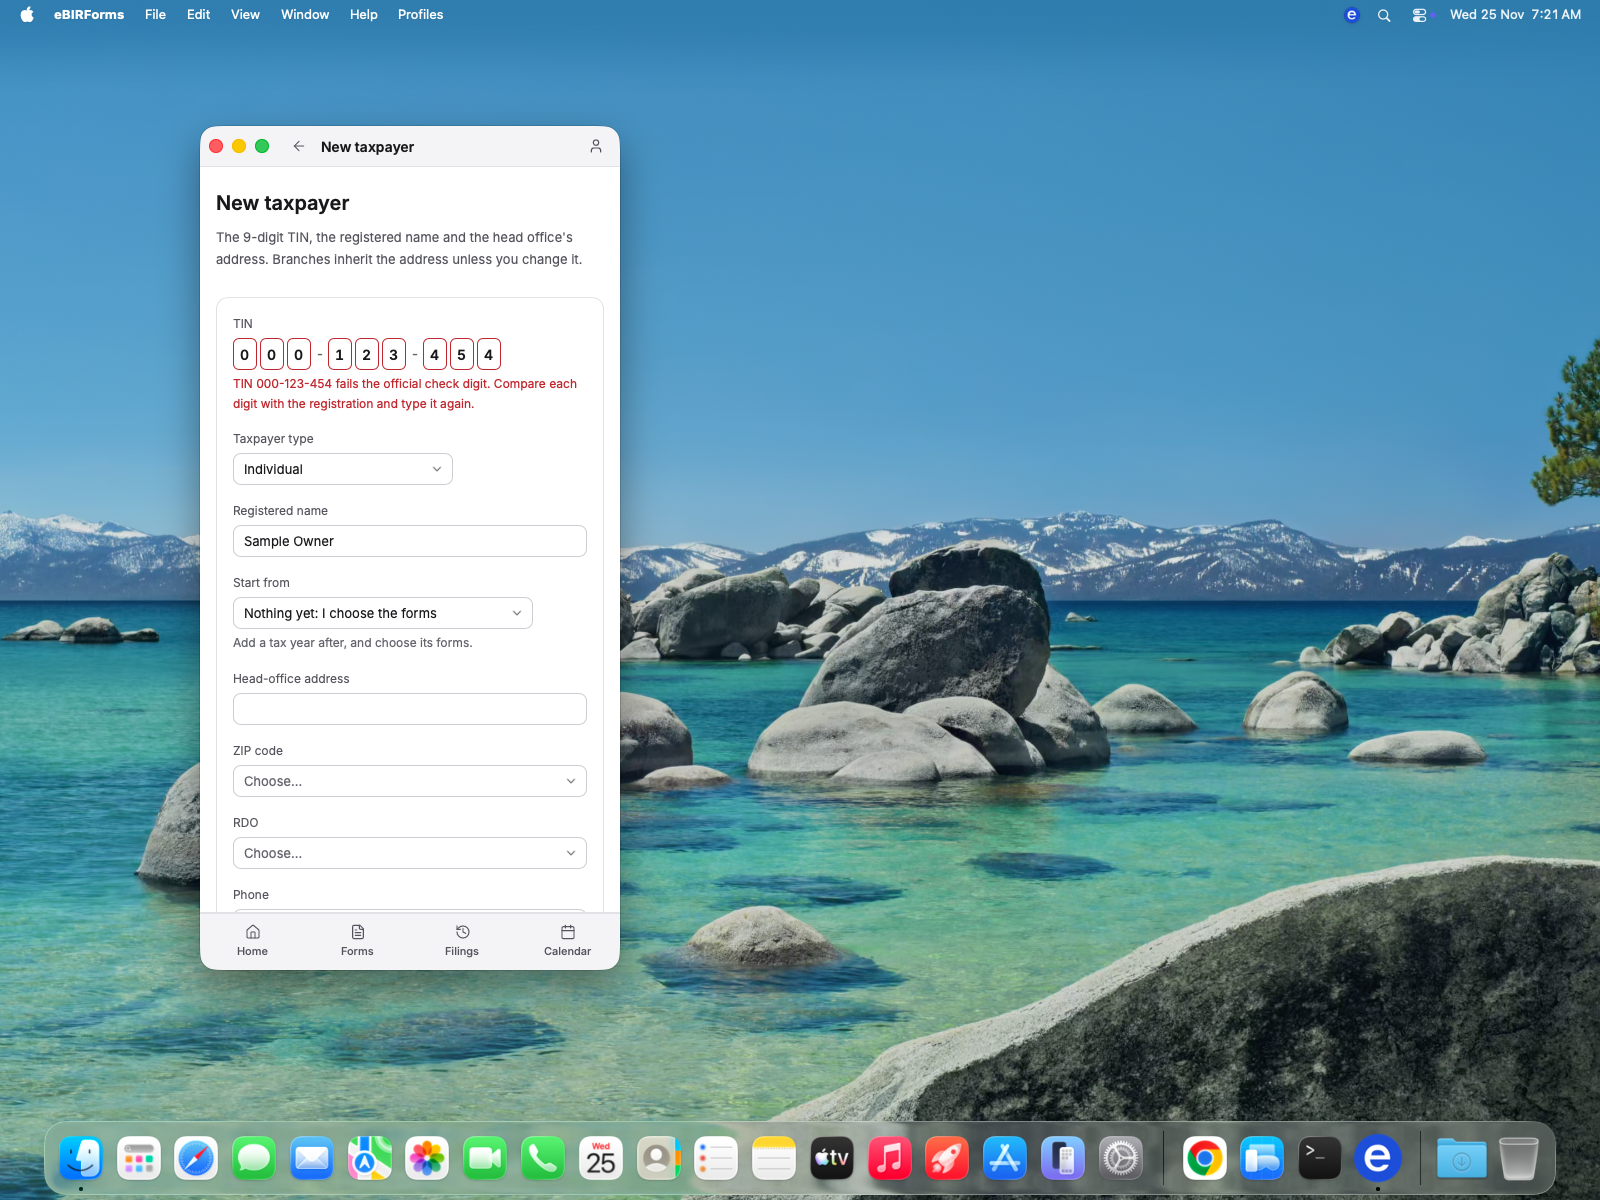 eBIRForms File Edit View Window Help Profiles
e
Wed 25 Nov 7:21 AM
New taxpayer
New taxpayer
The 9-digit TIN, the registered name and the head office's
address. Branches inherit the address unless you change it.
TIN
0 0 0 - 1 2 3 - 4 5 4
TIN 000-123-454 fails the official check digit. Compare each
digit with the registration and type it again.
Taxpayer type
Individual
Registered name
Sample Owner
Start from
Nothing yet: I choose the forms
Add a tax year after, and choose its forms.
Head-office address
ZIP code
Choose...
RDO
Choose...
Phone
Home Forms Filings Calendar
Wed
25
tv
>_
e